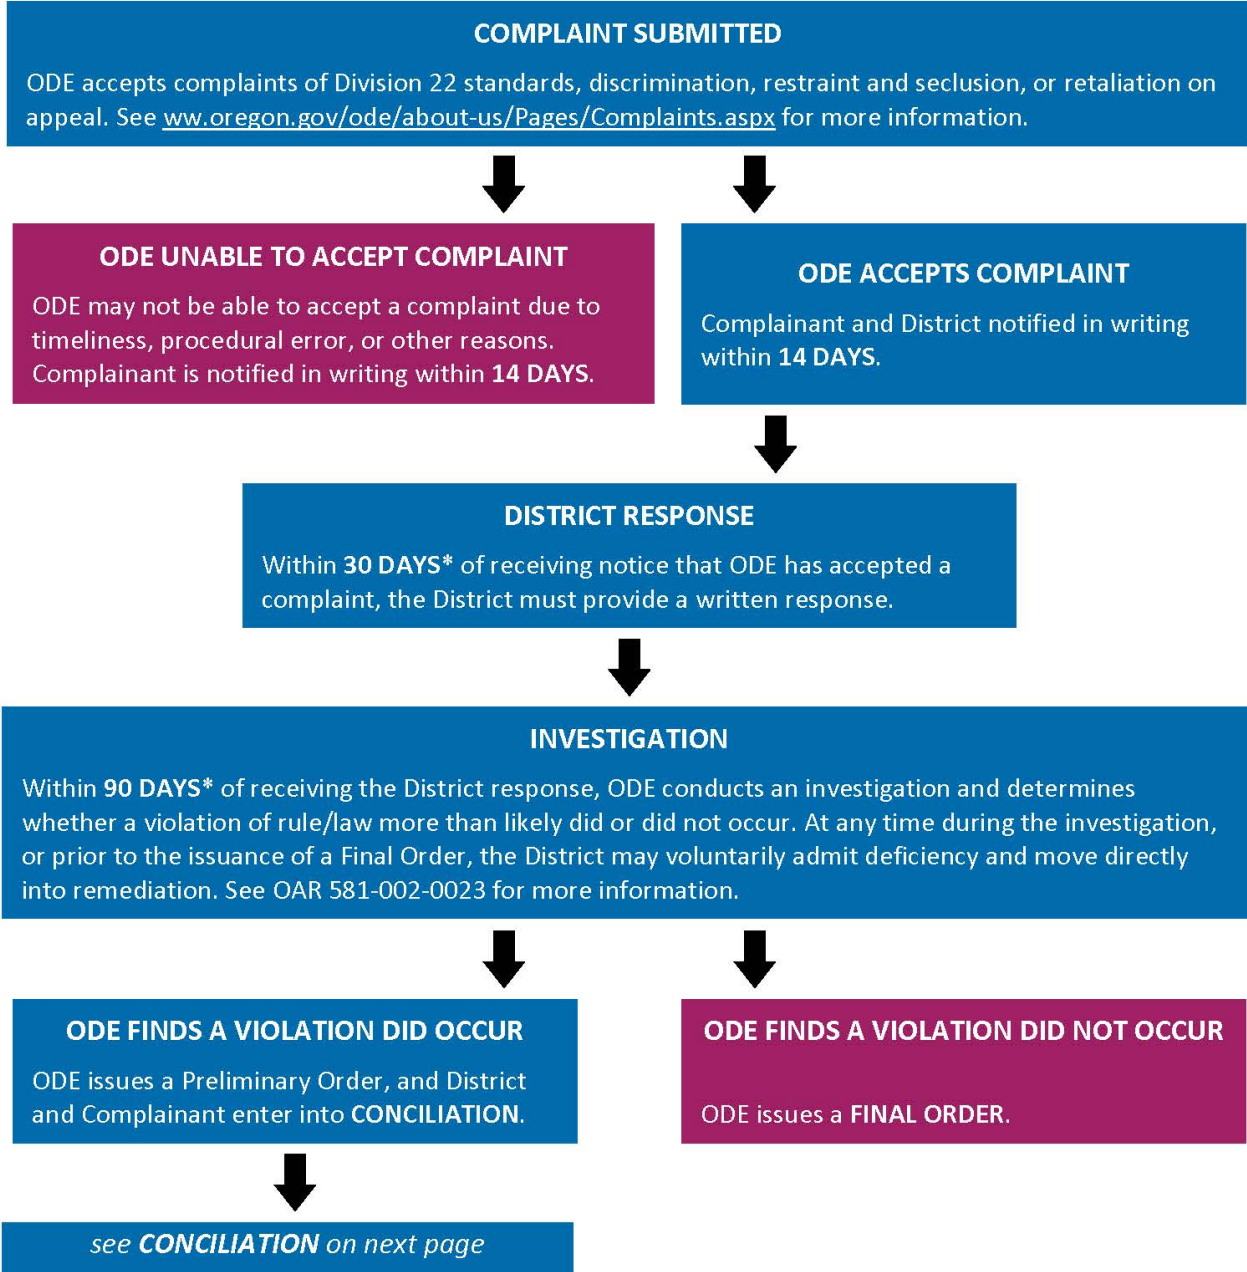 COMPLAINT SUBMITTED
ODE accepts complaints of Division 22 standards, discrimination, restraint and seclusion, or retaliation on
appeal. See ww.oregon.gov/ode/about-us/Pages/Complaints.aspx for more information.
ODE UNABLE TO ACCEPT COMPLAINT
ODE may not be able to accept a complaint due to
timeliness, procedural error, or other reasons.
Complainant is notified in writing within 14 DAYS.
ODE ACCEPTS COMPLAINT
Complainant and District notified in writing
within 14 DAYS.
DISTRICT RESPONSE
Within 30 DAYS* of receiving notice that ODE has accepted a
complaint, the District must provide a written response.
INVESTIGATION
Within 90 DAYS* of receiving the District response, ODE conducts an investigation and determines
whether a violation of rule/law more than likely did or did not occur. At any time during the investigation,
or prior to the issuance of a Final Order, the District may voluntarily admit deficiency and move directly
into remediation. See OAR 581-002-0023 for more information.
ODE FINDS A VIOLATION DID OCCUR
ODE issues a Preliminary Order, and District
and Complainant enter into CONCILIATION.
ODE FINDS A VIOLATION DID NOT OCCUR
ODE issues a FINAL ORDER.
see CONCILIATION on next page